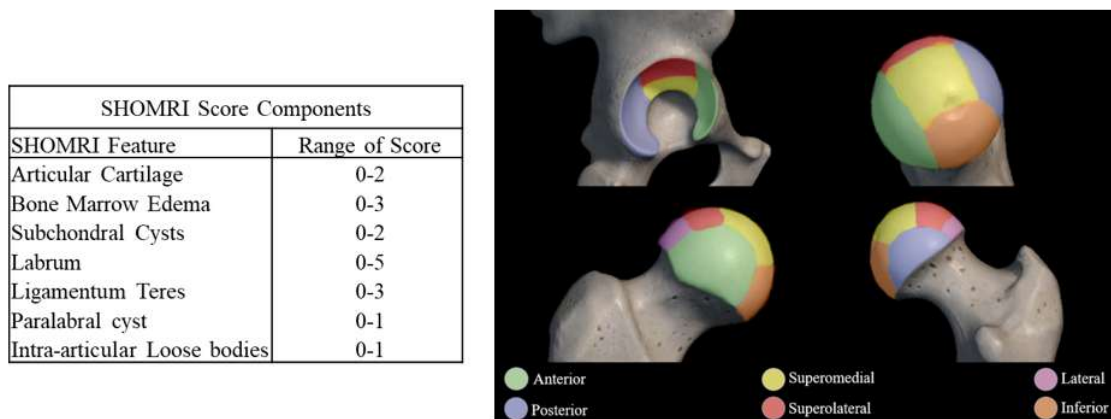 SHOMRI Score Components
SHOMRI Feature Range of Score
Articular Cartilage 0-2
Bone Marrow Edema 0-3
Subchondral Cysts 0-2
Labrum 0-5
Ligamentum Teres 0-3
Paralabral cyst 0-1
Intra-articular Loose bodies 0-1
Anterior Superomedial Lateral
Posterior Superolateral Inferior